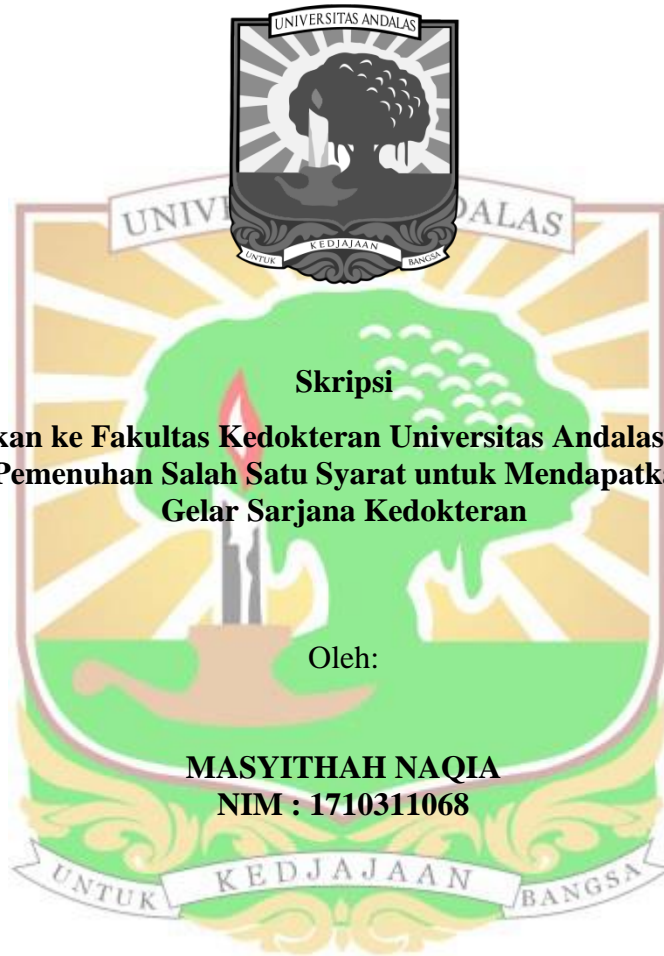 UNIVERSITAS ANDALAS
UNTUK KEDJAJAAN BANGSA
UNIV DALAS
Skripsi
kan ke Fakultas Kedokteran Universitas Andalas
Pemenuhan Salah Satu Syarat untuk Mendapatka
Gelar Sarjana Kedokteran
Oleh:
MASYITHAH NAQIA
NIM : 1710311068
UNTUK KEDJAJAAN BANGSA